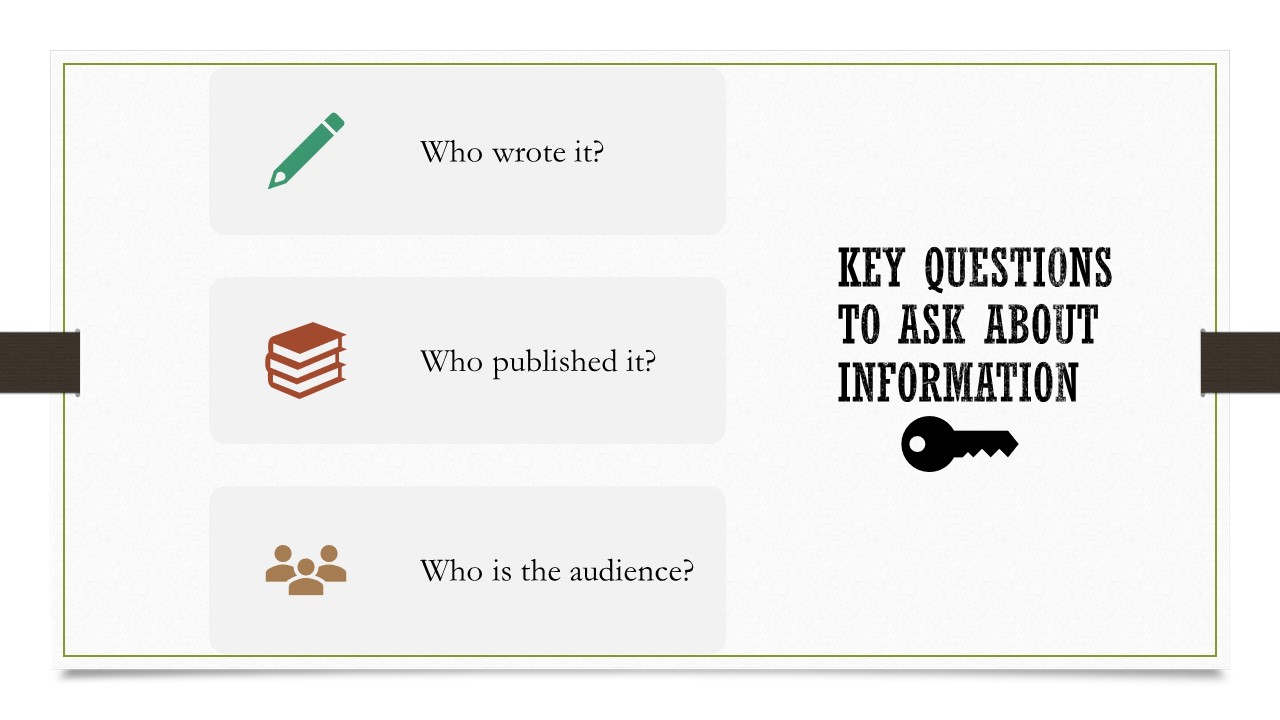 Who wrote it?
Who published it?
Who is the audience?
KEY QUESTIONS
TO ASK ABOUT
INFORMATION